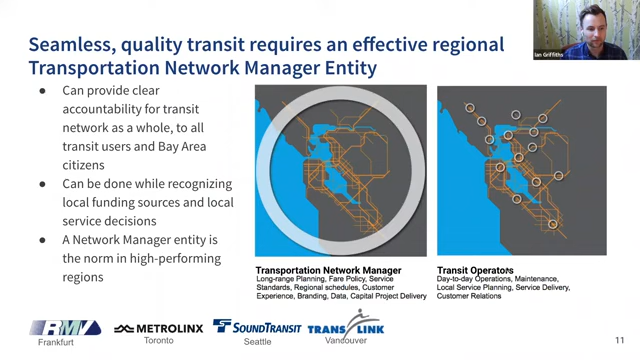 Seamless, quality transit requires an effective regional
Transportation Network Manager Entity
Ian Griffiths
● Can provide clear
accountability for transit
network as a whole, to all
transit users and Bay Area
citizens
● Can be done while recognizing
local funding sources and local
service decisions
● A Network Manager entity is
the norm in high-performing
regions
Transportation Network Manager
Long-range Planning, Fare Policy, Service
Standards, Regional schedules, Customer
Experience, Branding, Data, Capital Project Delivery
Transit Operators
Day-to-day Operations, Maintenance,
Local Service Planning, Service Delivery,
Customer Relations
RMV
Frankfurt
METROLINX
Toronto
SOUNDTRANSIT
Seattle
TRANSLINK
Vancouver
11